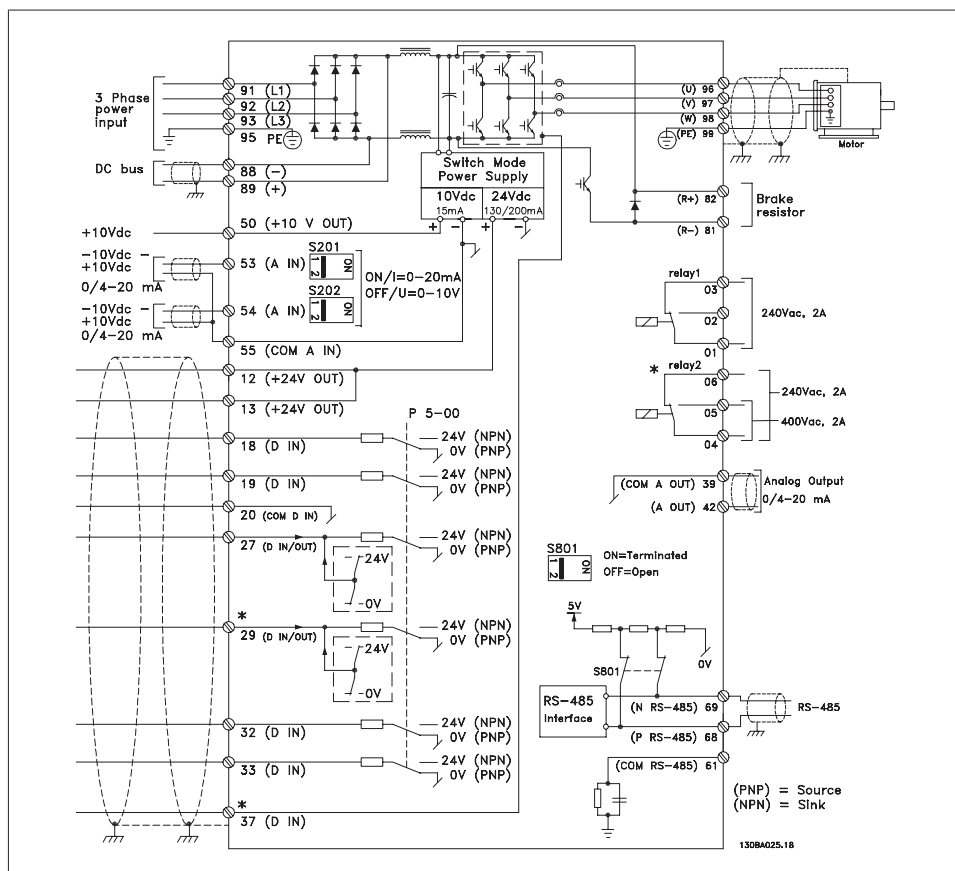 3 Phase
power
input
91 (L1)
92 (L2)
93 (L3)
95 PE
DC bus
88 (-)
89 (+)
Switch Mode
Power Supply
10Vdc
15mA
24Vdc
130/200mA
+ - + -
(U) 96
(V) 97
(W) 98
(PE) 99
Motor
(R+) 82
(R-) 81
Brake
resistor
+10Vdc
50 (+10 V OUT)
-10Vdc -
+10Vdc
0/4-20 mA
53 (A IN)
S201
ON
1 2
ON/I=0-20mA
OFF/U=0-10V
-10Vdc -
+10Vdc
0/4-20 mA
54 (A IN)
S202
ON
1 2
55 (COM A IN)
12 (+24V OUT)
13 (+24V OUT)
relay1
03
02
01
240Vac, 2A
* relay2
06
05
04
240Vac, 2A
400Vac, 2A
P 5-00
18 (D IN)
24V (NPN)
0V (PNP)
19 (D IN)
24V (NPN)
0V (PNP)
20 (COM D IN)
27 (D IN/OUT)
24V (NPN)
0V (PNP)
24V
0V
*
29 (D IN/OUT)
24V (NPN)
0V (PNP)
24V
0V
32 (D IN)
24V (NPN)
0V (PNP)
33 (D IN)
24V (NPN)
0V (PNP)
*
37 (D IN)
(COM A OUT) 39
(A OUT) 42
Analog Output
0/4-20 mA
S801
ON
1 2
ON=Terminated
OFF=Open
5V
0V
S801
RS-485
Interface
(N RS-485) 69
(P RS-485) 68
RS-485
(COM RS-485) 61
(PNP) = Source
(NPN) = Sink
130BA025.18